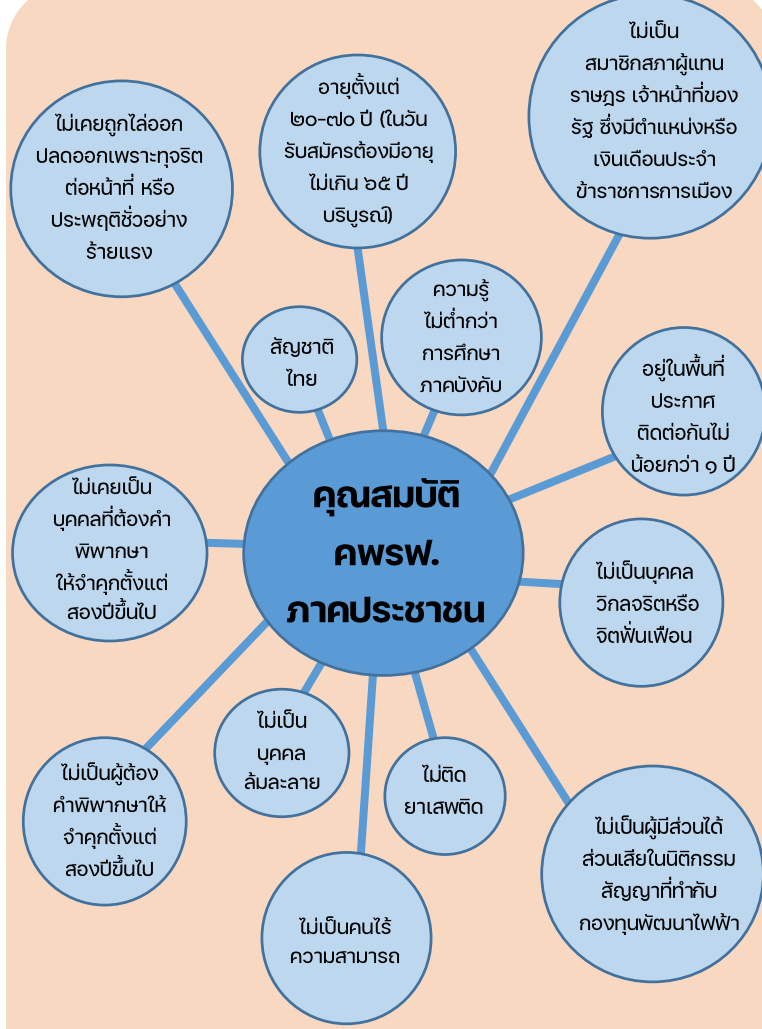 ไม่เป็น
สมาชิกสภาผู้แทน
ราษฎร เจ้าหน้าที่ของ
รัฐ ซึ่งมีตำแหน่งหรือ
เงินเดือนประจำ
ข้าราชการการเมือง
อายุตั้งแต่
๒๐-๗๐ ปี (ในวัน
รับสมัครต้องมีอายุ
ไม่เกิน ๖๕ ปี
บริบูรณ์)
ไม่เคยถูกไล่ออก
ปลดออกเพราะทุจริต
ต่อหน้าที่ หรือ
ประพฤติชั่วอย่าง
ร้ายแรง
ความรู้
ไม่ต่ำกว่า
การศึกษา
ภาคบังคับ
สัญชาติ
ไทย
อยู่ในพื้นที่
ประกาศ
ติดต่อกันไม่
น้อยกว่า ๑ ปี
คุณสมบัติ
คพรฟ.
ภาคประชาชน
ไม่เคยเป็น
บุคคลที่ต้องคำ
พิพากษา
ให้จำคุกตั้งแต่
สองปีขึ้นไป
ไม่เป็นบุคคล
วิกลจริตหรือ
จิตฟั่นเฟือน
ไม่เป็น
บุคคล
ล้มละลาย
ไม่ติด
ยาเสพติด
ไม่เป็นผู้ต้อง
คำพิพากษาให้
จำคุกตั้งแต่
สองปีขึ้นไป
ไม่เป็นผู้มีส่วนได้
ส่วนเสียในนิติกรรม
สัญญาที่ทำกับ
กองทุนพัฒนาไฟฟ้า
ไม่เป็นคนไร้
ความสามารถ